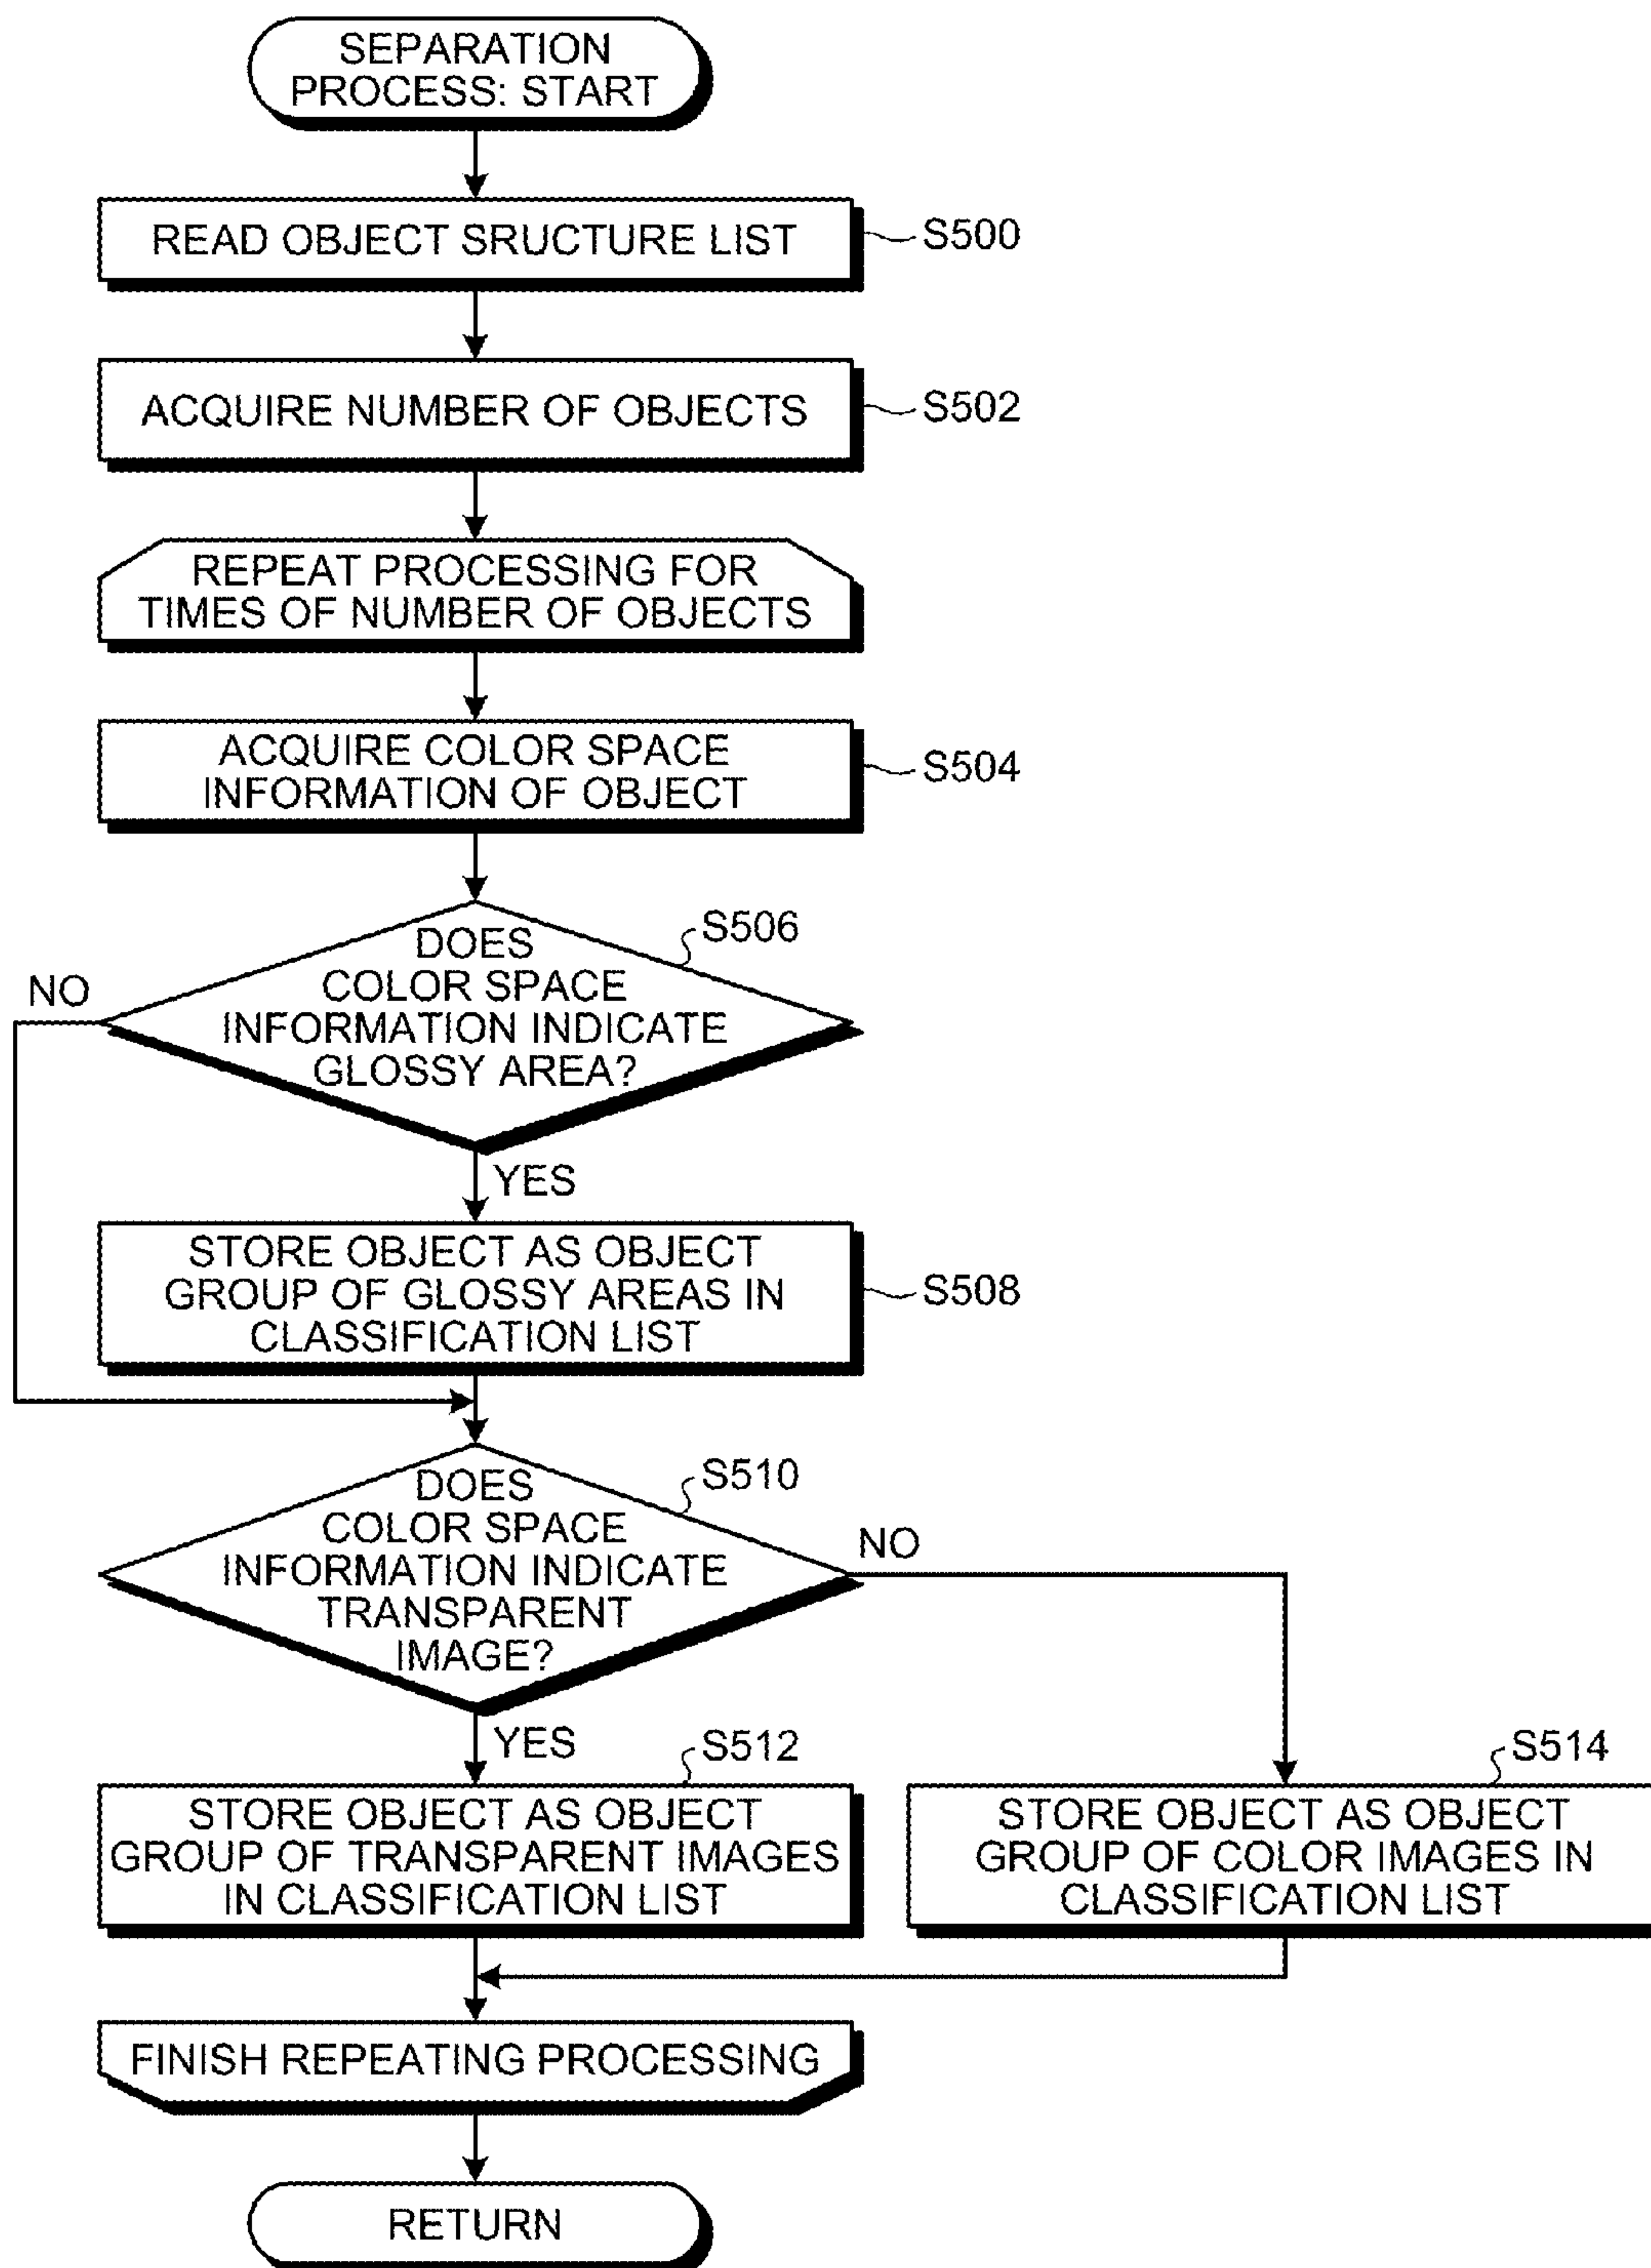 SEPARATION
PROCESS: START
READ OBJECT SRUCTURE LIST
S500
ACQUIRE NUMBER OF OBJECTS
S502
REPEAT PROCESSING FOR
TIMES OF NUMBER OF OBJECTS
ACQUIRE COLOR SPACE
INFORMATION OF OBJECT
S504
S506
DOES
COLOR SPACE
INFORMATION INDICATE
GLOSSY AREA?
NO
YES
STORE OBJECT AS OBJECT
GROUP OF GLOSSY AREAS IN
CLASSIFICATION LIST
S508
S510
DOES
COLOR SPACE
INFORMATION INDICATE
TRANSPARENT
IMAGE?
NO
YES
S512
STORE OBJECT AS OBJECT
GROUP OF TRANSPARENT IMAGES
IN CLASSIFICATION LIST
S514
STORE OBJECT AS OBJECT
GROUP OF COLOR IMAGES IN
CLASSIFICATION LIST
FINISH REPEATING PROCESSING
RETURN